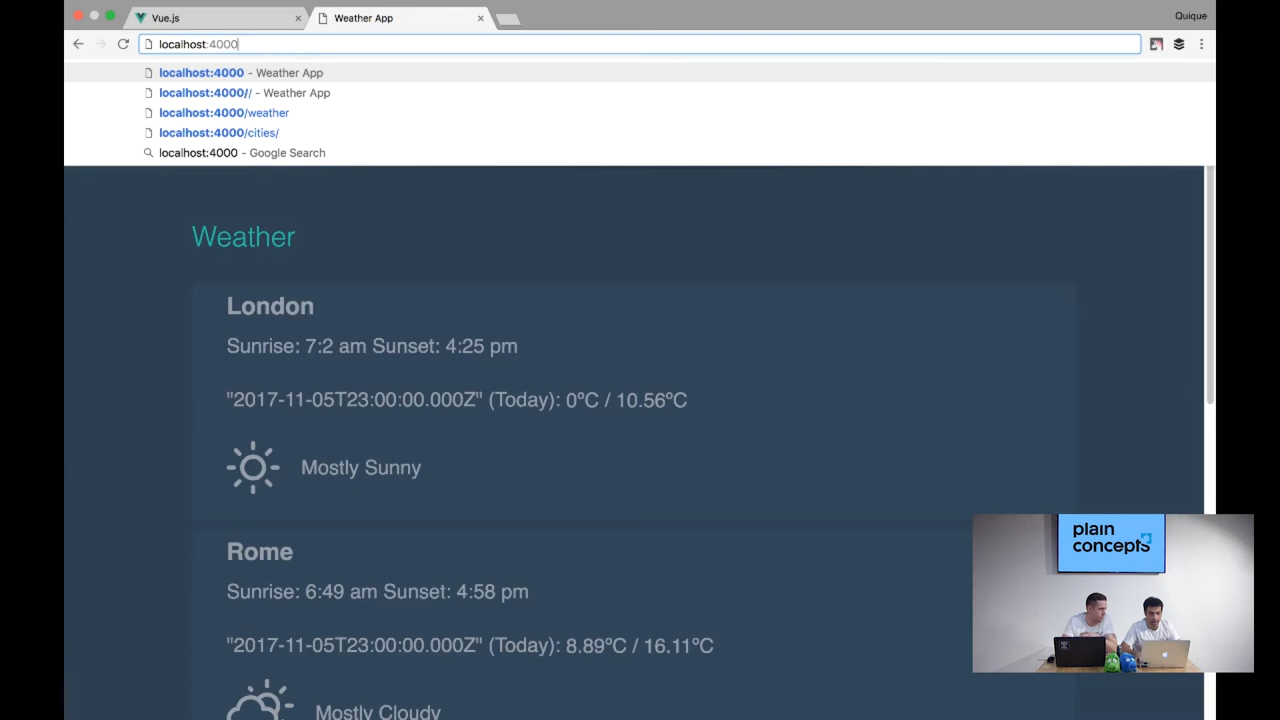 Vue.js
Weather App
Quique
localhost:4000
localhost:4000 - Weather App
localhost:4000// - Weather App
localhost:4000/weather
localhost:4000/cities/
localhost:4000 - Google Search
Weather
London
Sunrise: 7:2 am Sunset: 4:25 pm
"2017-11-05T23:00:00.000Z" (Today): 0ºC / 10.56ºC
Mostly Sunny
Rome
Sunrise: 6:49 am Sunset: 4:58 pm
"2017-11-05T23:00:00.000Z" (Today): 8.89ºC / 16.11ºC
Mostly Cloudy
plain
concepts